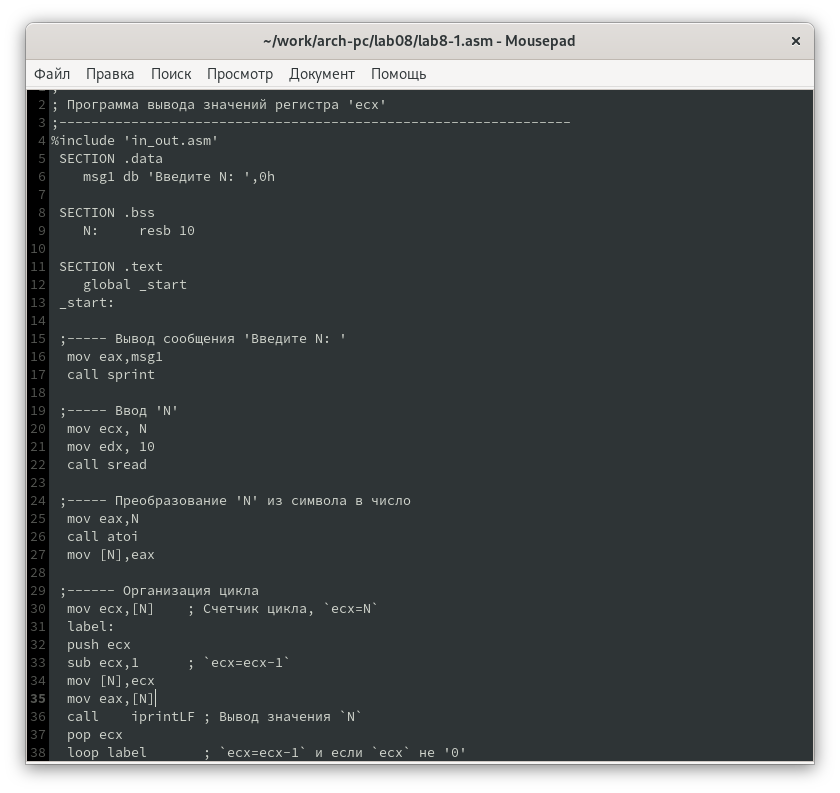 ~/work/arch-pc/lab08/lab8-1.asm - Mousepad ×
Файл Правка Поиск Просмотр Документ Помощь
2 ; Программа вывода значений регистра 'ecx'
3 ;----------------------------------------------------------------
4 %include 'in_out.asm'
5 SECTION .data
6 msg1 db 'Введите N: ',0h
7
8 SECTION .bss
9 N: resb 10
10
11 SECTION .text
12 global _start
13 _start:
14
15 ;----- Вывод сообщения 'Введите N: '
16 mov eax,msg1
17 call sprint
18
19 ;----- Ввод 'N'
20 mov ecx, N
21 mov edx, 10
22 call sread
23
24 ;----- Преобразование 'N' из символа в число
25 mov eax,N
26 call atoi
27 mov [N],eax
28
29 ;------ Организация цикла
30 mov ecx,[N] ; Счетчик цикла, `ecx=N`
31 label:
32 push ecx
33 sub ecx,1 ; `ecx=ecx-1`
34 mov [N],ecx
35 mov eax,[N]
36 call iprintLF ; Вывод значения `N`
37 pop ecx
38 loop label ; `ecx=ecx-1` и если `ecx` не '0'